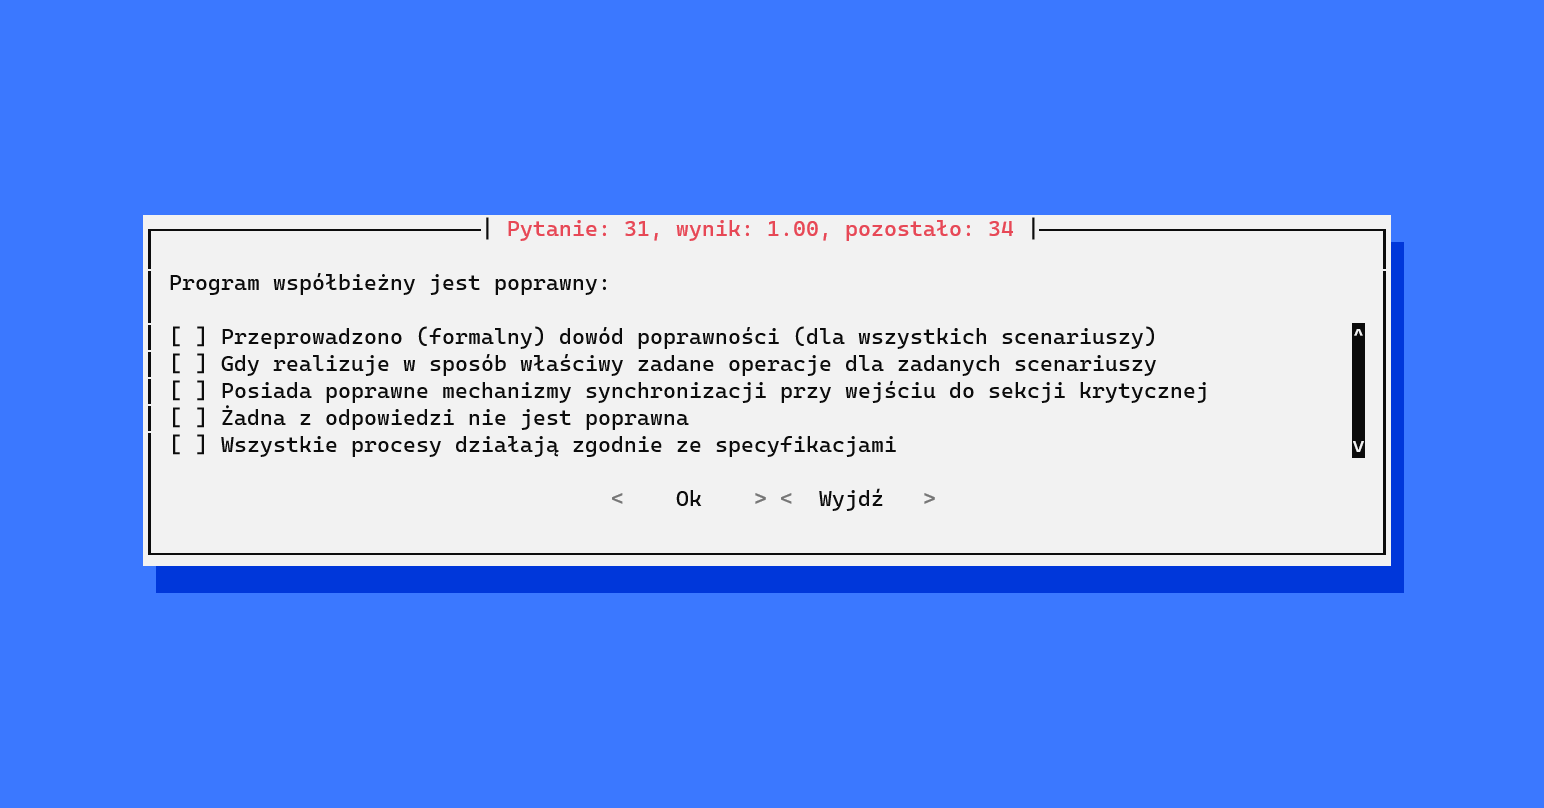 | Pytanie: 31, wynik: 1.00, pozostało: 34 |
Program współbieżny jest poprawny:
[ ] Przeprowadzono (formalny) dowód poprawności (dla wszystkich scenariuszy)
[ ] Gdy realizuje w sposób właściwy zadane operacje dla zadanych scenariuszy
[ ] Posiada poprawne mechanizmy synchronizacji przy wejściu do sekcji krytycznej
[ ] Żadna z odpowiedzi nie jest poprawna
[ ] Wszystkie procesy działają zgodnie ze specyfikacjami
^
v
< Ok > < Wyjdź >